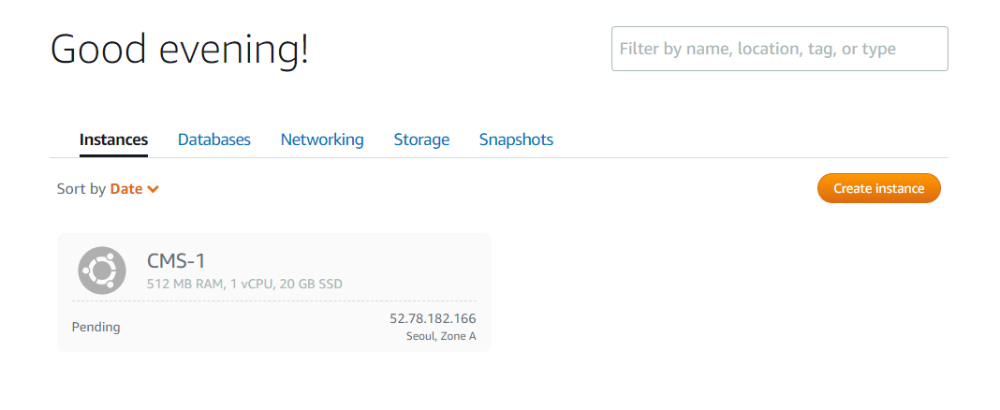 Good evening!
Filter by name, location, tag, or type
Instances Databases Networking Storage Snapshots
Sort by Date
Create instance
CMS-1
512 MB RAM, 1 vCPU, 20 GB SSD
Pending
52.78.182.166
Seoul, Zone A